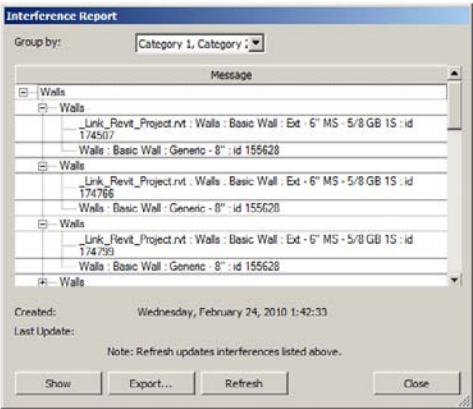 Interference Report
Group by:
Category 1, Category 2
Message
Walls
Walls
_Link_Revit_Project.rvt : Walls : Basic Wall : Ext - 6" MS - 5/8 GB 1S : id
174507
Walls : Basic Wall : Generic - 8" : id 155628
Walls
_Link_Revit_Project.rvt : Walls : Basic Wall : Ext - 6" MS - 5/8 GB 1S : id
174766
Walls : Basic Wall : Generic - 8" : id 155628
Walls
_Link_Revit_Project.rvt : Walls : Basic Wall : Ext - 6" MS - 5/8 GB 1S : id
174799
Walls : Basic Wall : Generic - 8" : id 155628
Walls
Created: Wednesday, February 24, 2010 1:42:33
Last Update:
Note: Refresh updates interferences listed above.
Show Export... Refresh Close